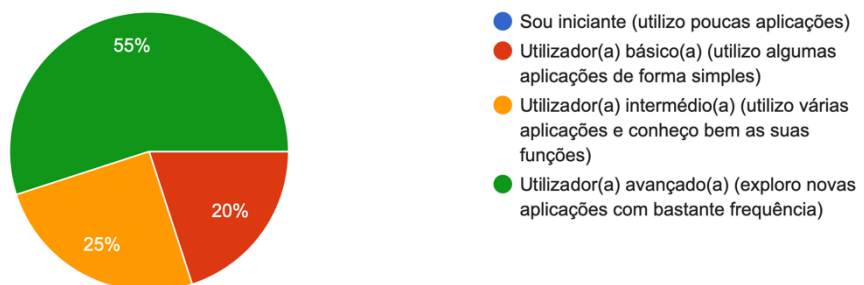 55%
20%
25%
Sou iniciante (utilizo poucas aplicações)
Utilizador(a) básico(a) (utilizo algumas
aplicações de forma simples)
Utilizador(a) intermédio(a) (utilizo várias
aplicações e conheço bem as suas
funções)
Utilizador(a) avançado(a) (exploro novas
aplicações com bastante frequência)